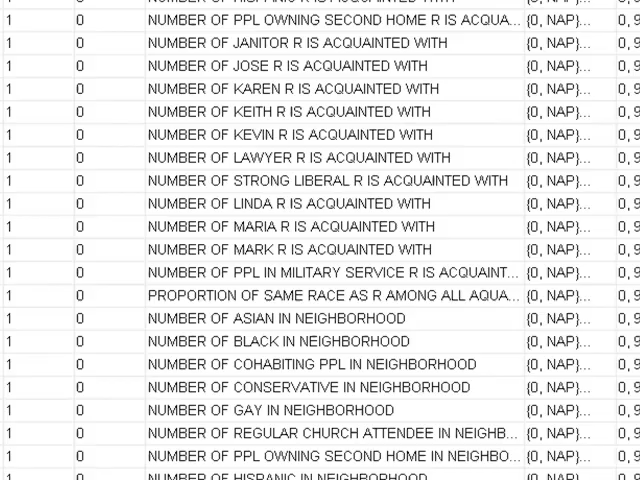 1 0 NUMBER OF HISPANIC R IS ACQUAINTED WITH {0, NAP}... 0, 9
1 0 NUMBER OF PPL OWNING SECOND HOME R IS ACQUA... {0, NAP}... 0, 9
1 0 NUMBER OF JANITOR R IS ACQUAINTED WITH {0, NAP}... 0, 9
1 0 NUMBER OF JOSE R IS ACQUAINTED WITH {0, NAP}... 0, 9
1 0 NUMBER OF KAREN R IS ACQUAINTED WITH {0, NAP}... 0, 9
1 0 NUMBER OF KEITH R IS ACQUAINTED WITH {0, NAP}... 0, 9
1 0 NUMBER OF KEVIN R IS ACQUAINTED WITH {0, NAP}... 0, 9
1 0 NUMBER OF LAWYER R IS ACQUAINTED WITH {0, NAP}... 0, 9
1 0 NUMBER OF STRONG LIBERAL R IS ACQUAINTED WITH {0, NAP}... 0, 9
1 0 NUMBER OF LINDA R IS ACQUAINTED WITH {0, NAP}... 0, 9
1 0 NUMBER OF MARIA R IS ACQUAINTED WITH {0, NAP}... 0, 9
1 0 NUMBER OF MARK R IS ACQUAINTED WITH {0, NAP}... 0, 9
1 0 NUMBER OF PPL IN MILITARY SERVICE R IS ACQUAINT... {0, NAP}... 0, 9
1 0 PROPORTION OF SAME RACE AS R AMONG ALL AQUA... {0, NAP}... 0, 9
1 0 NUMBER OF ASIAN IN NEIGHBORHOOD {0, NAP}... 0, 9
1 0 NUMBER OF BLACK IN NEIGHBORHOOD {0, NAP}... 0, 9
1 0 NUMBER OF COHABITING PPL IN NEIGHBORHOOD {0, NAP}... 0, 9
1 0 NUMBER OF CONSERVATIVE IN NEIGHBORHOOD {0, NAP}... 0, 9
1 0 NUMBER OF GAY IN NEIGHBORHOOD {0, NAP}... 0, 9
1 0 NUMBER OF REGULAR CHURCH ATTENDEE IN NEIGHB... {0, NAP}... 0, 9
1 0 NUMBER OF PPL OWNING SECOND HOME IN NEIGHBO... {0, NAP}... 0, 9
1 0 NUMBER OF HISPANIC IN NEIGHBORHOOD {0, NAP}... 0, 9